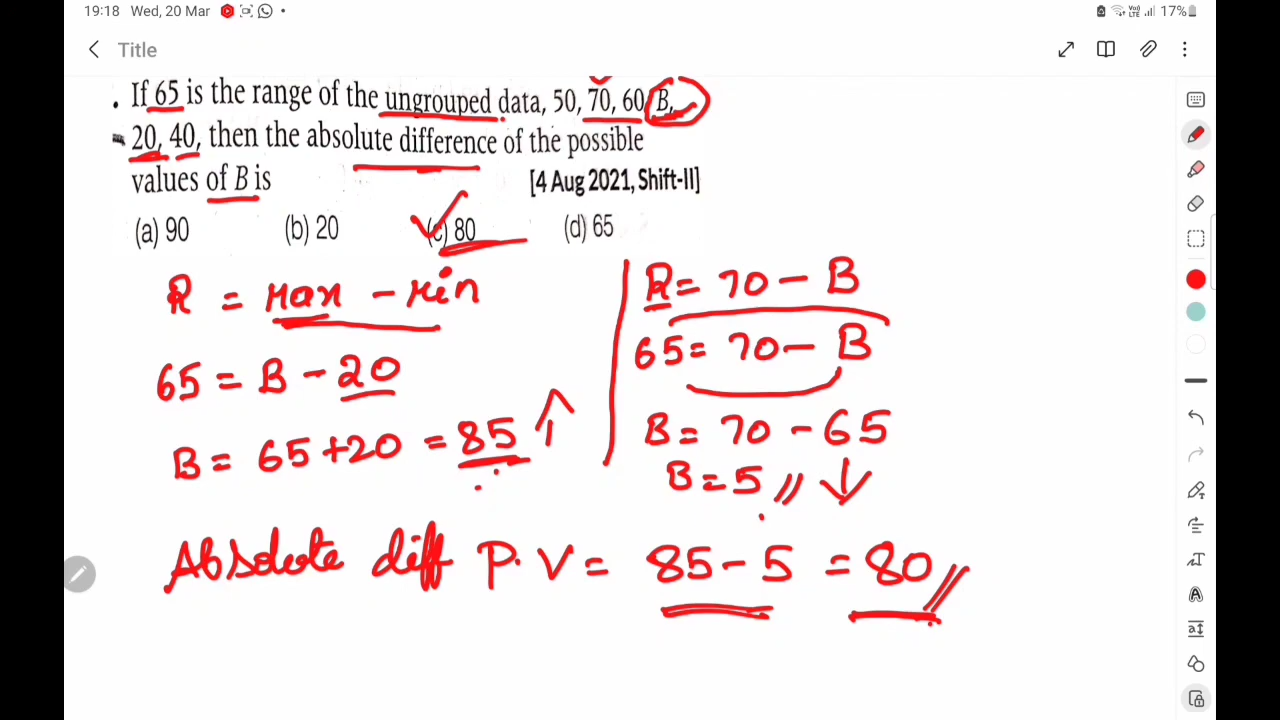 19:18 Wed, 20 Mar
17%
Title
. If 65 is the range of the ungrouped data, 50, 70, 60, B,
20, 40, then the absolute difference of the possible
values of B is [4 Aug 2021, Shift-II]
(a) 90 (b) 20 (c) 80 (d) 65
R = Max - Min
65 = B - 20
B = 65+20 = 85
R = 70 - B
65 = 70 - B
B = 70 - 65
B = 5 //
Absolute diff P.V = 85 - 5 = 80 //